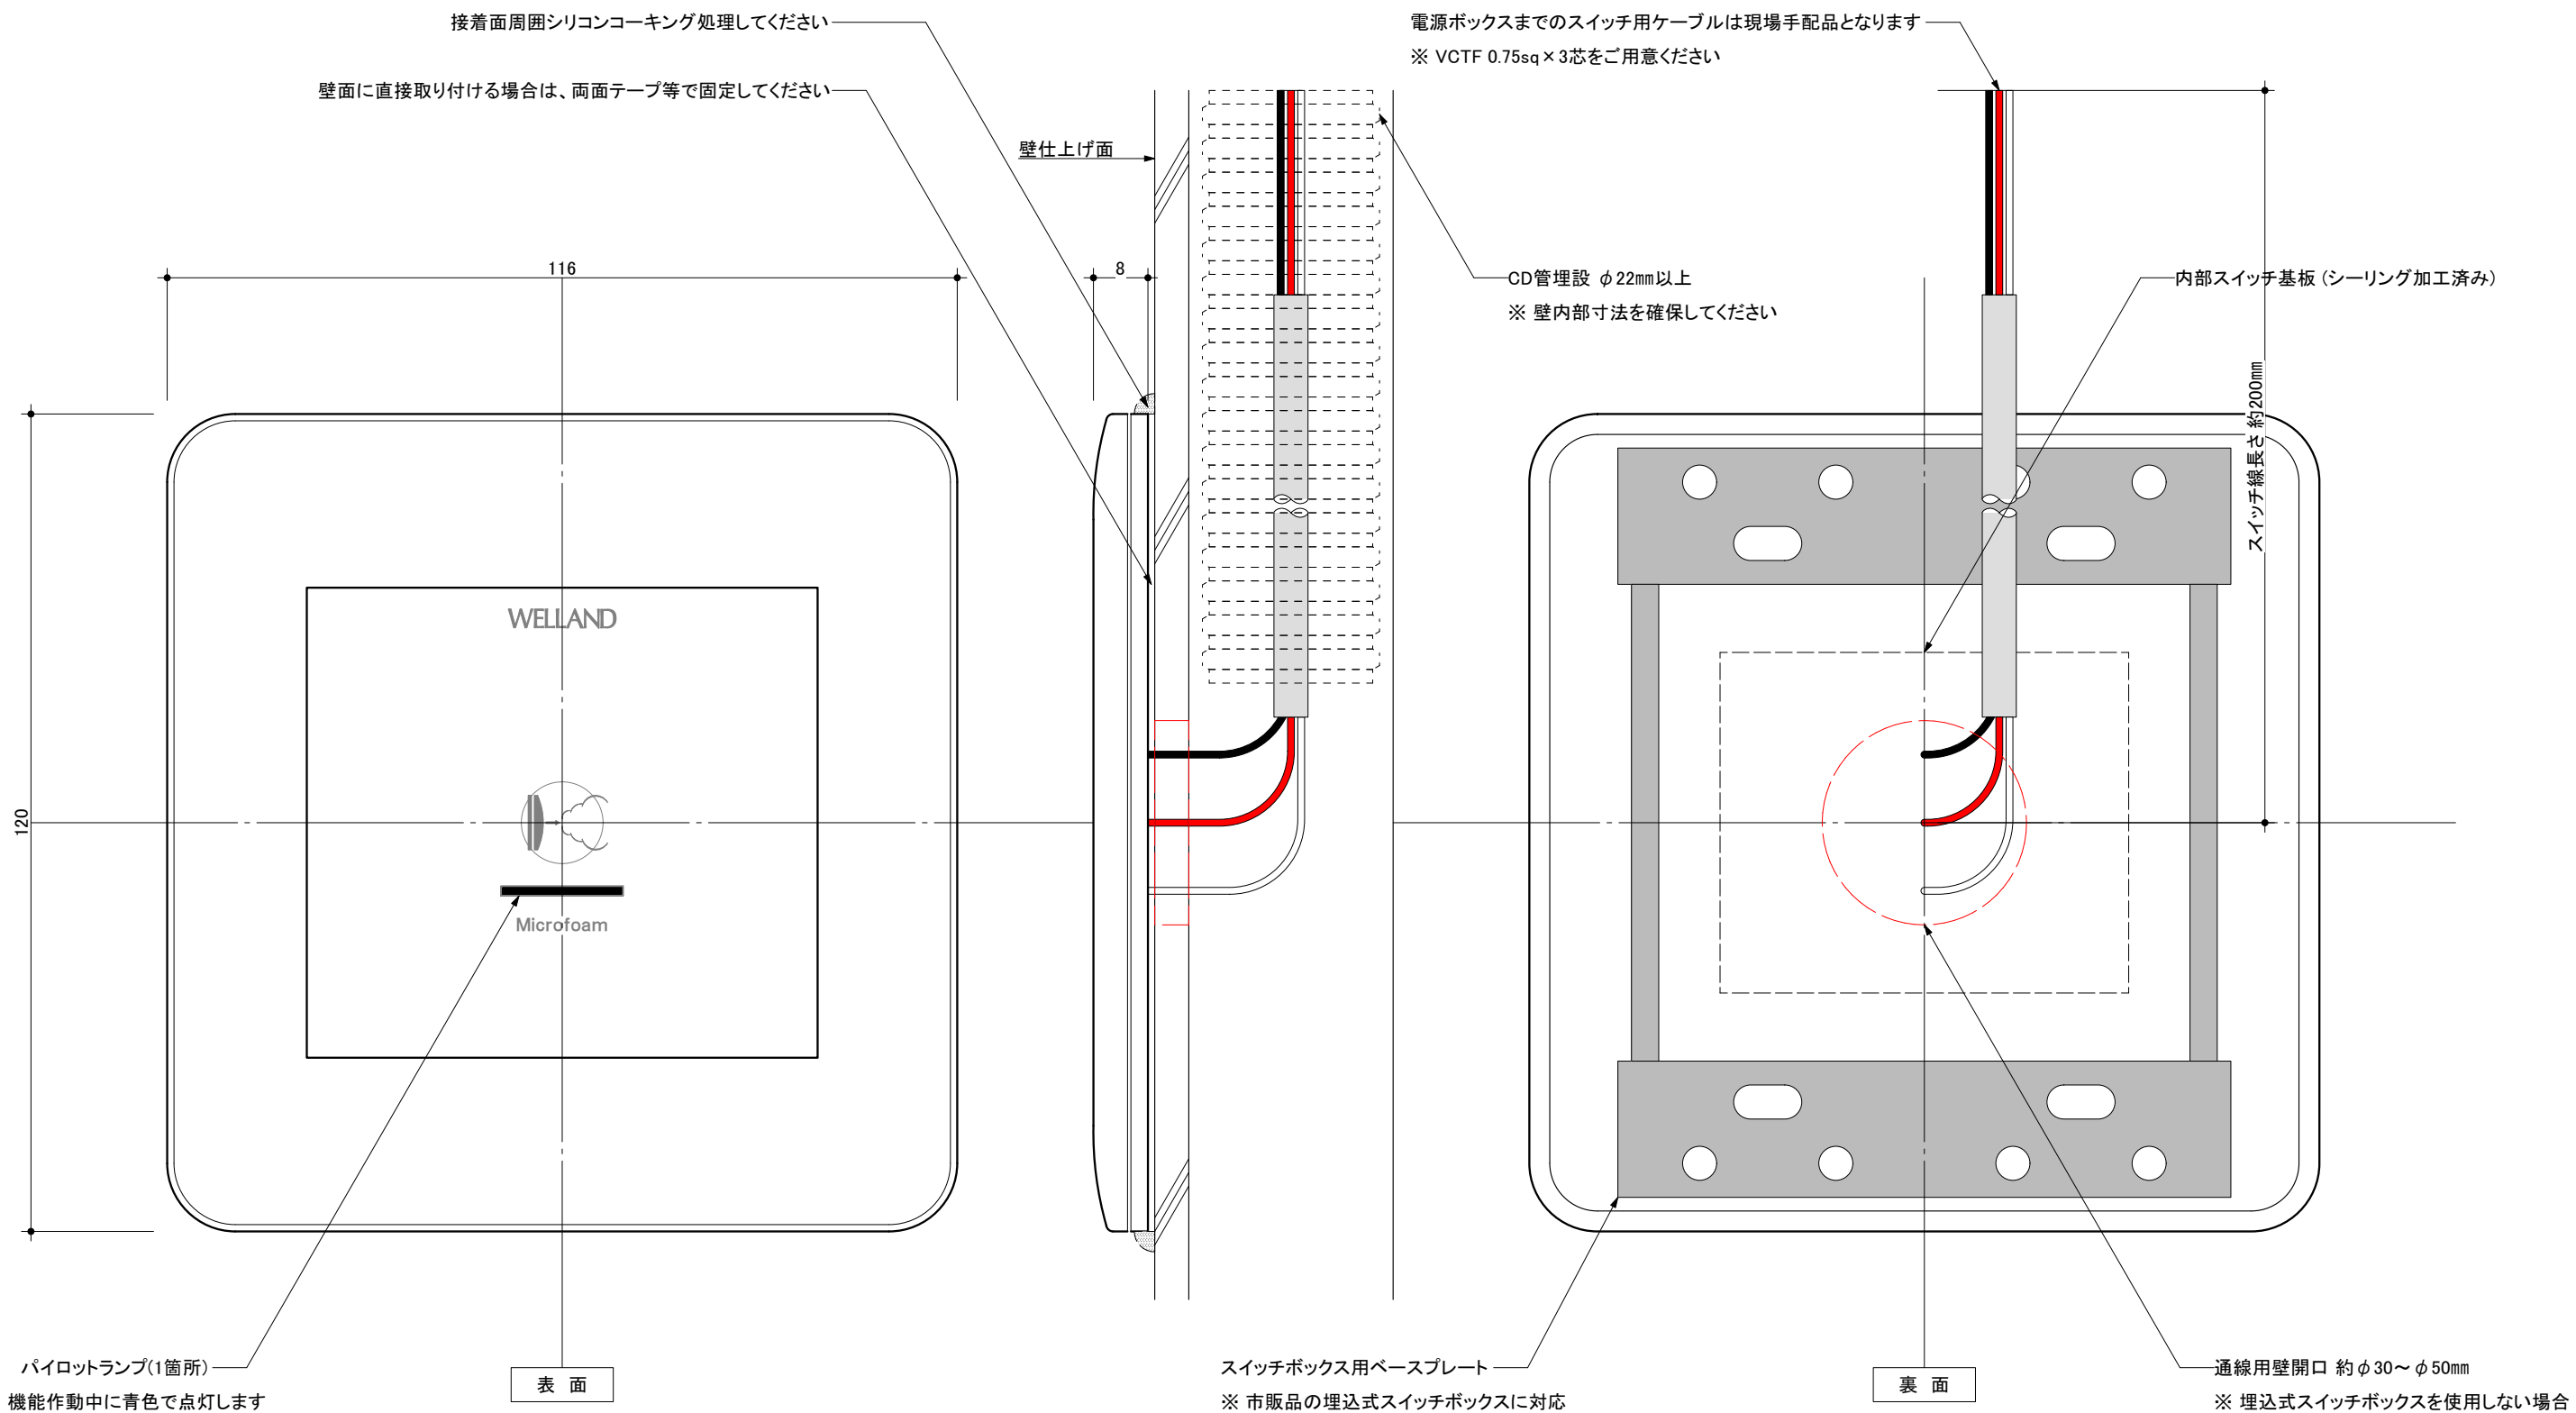 接着面周囲シリコンコーキング処理してください
電源ボックスまでのスイッチ用ケーブルは現場手配品となります
※ VCTF 0.75sq×3芯をご用意ください
壁面に直接取り付ける場合は、両面テープ等で固定してください
壁仕上げ面
116
8
CD管埋設 φ22㎜以上
※ 壁内部寸法を確保してください
内部スイッチ基板 (シーリング加工済み)
スイッチ線長さ 約200㎜
WELLAND
120
Microfoam
パイロットランプ(1箇所)
機能作動中に青色で点灯します
表 面
スイッチボックス用ベースプレート
※ 市販品の埋込式スイッチボックスに対応
裏 面
通線用壁開口 約φ30～φ50㎜
※ 埋込式スイッチボックスを使用しない場合